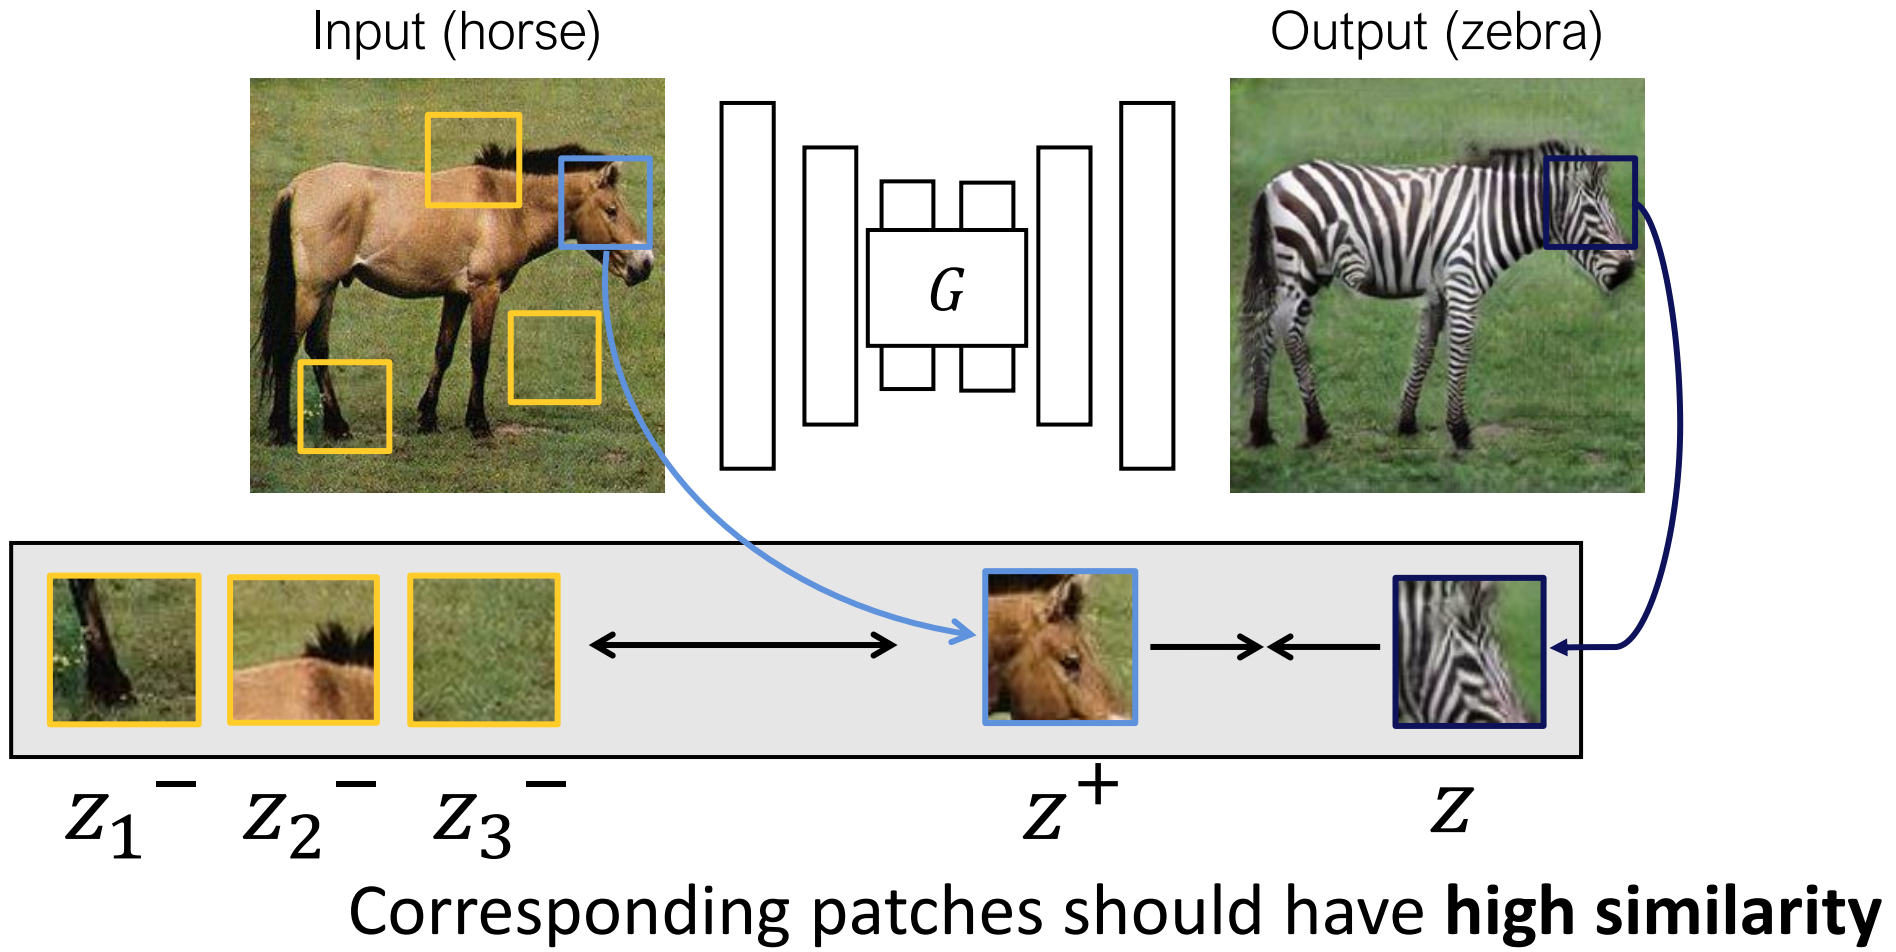 Input (horse)
Output (zebra)
G
z₁⁻ z₂⁻ z₃⁻ z⁺ z
Corresponding patches should have high similarity